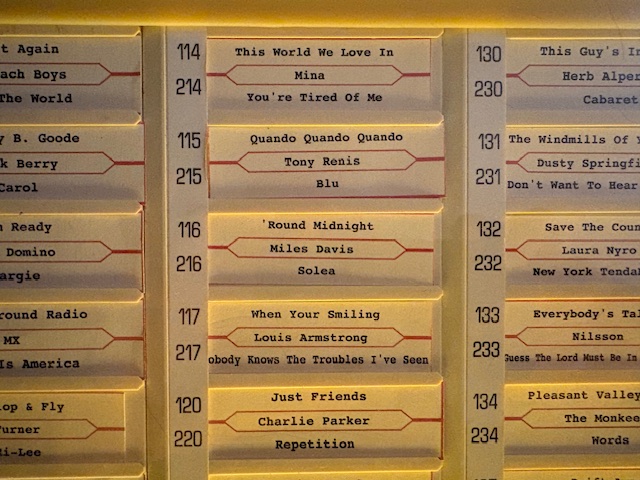 t Again
ach Boys
The World
y B. Goode
k Berry
Carol
Ready
Domino
argie
round Radio
MX
Is America
op & Fly
urner
i-Lee
114
214
This World We Love In
Mina
You're Tired Of Me
115
215
Quando Quando Quando
Tony Renis
Blu
116
216
'Round Midnight
Miles Davis
Solea
117
217
When Your Smiling
Louis Armstrong
obody Knows The Troubles I've Seen
120
220
Just Friends
Charlie Parker
Repetition
130
230
This Guy's In
Herb Alper
Cabaret
131
231
The Windmills Of Y
Dusty Springfi
Don't Want To Hear
132
232
Save The Coun
Laura Nyro
New York Tenda
133
233
Everybody's Tal
Nilsson
Guess The Lord Must Be In
134
234
Pleasant Valley
The Monkee
Words